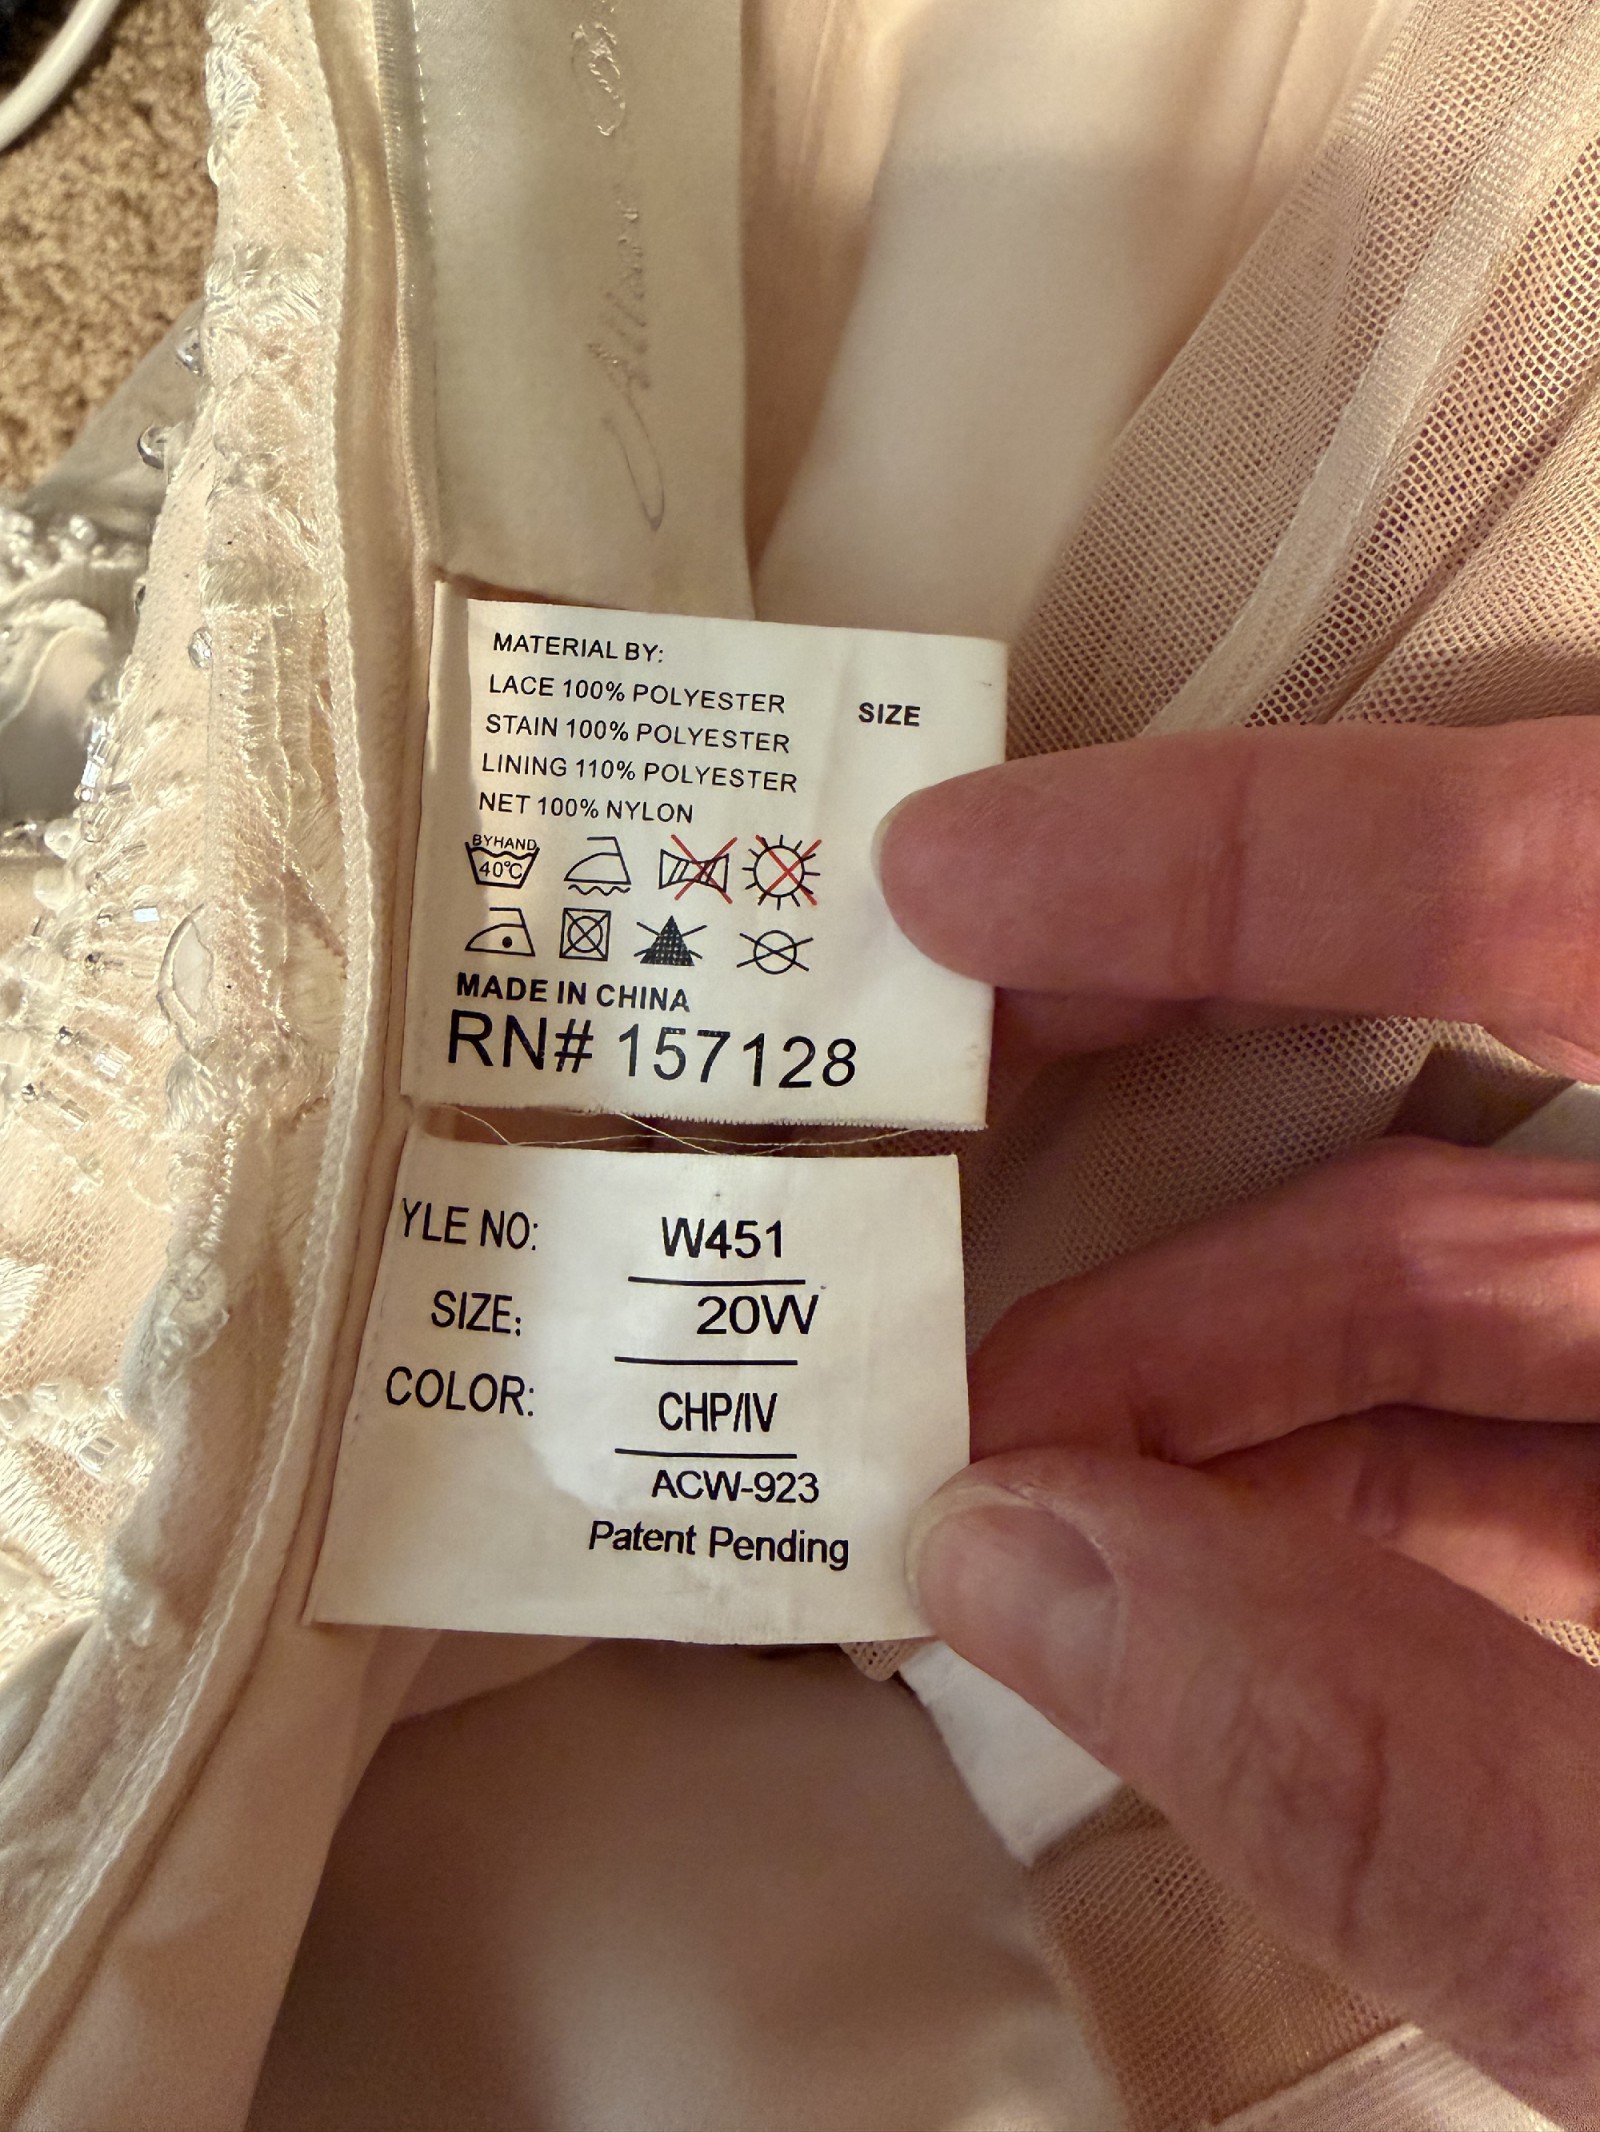 MATERIAL BY:
LACE 100% POLYESTER
SIZE
STAIN 100% POLYESTER
LINING 110% POLYESTER
NET 100% NYLON
BYHAND
40°C
MADE IN CHINA
RN# 157128
YLE NO: W451
SIZE: 20W
COLOR: CHP/IV
ACW-923
Patent Pending